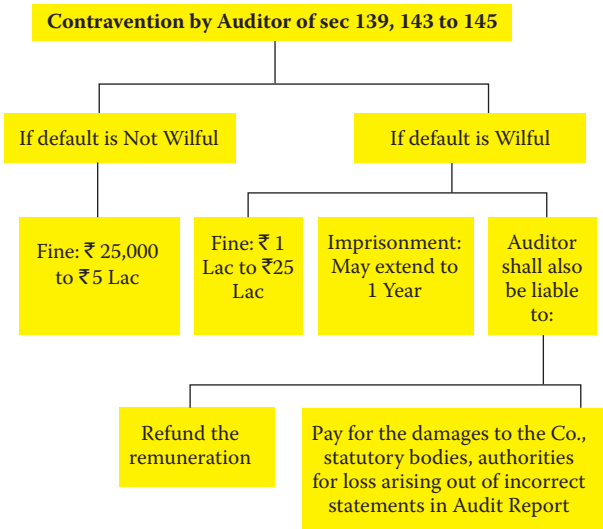 Contravention by Auditor of sec 139, 143 to 145
If default is Not Wilful
If default is Wilful
Fine: ₹ 25,000
to ₹5 Lac
Fine: ₹ 1
Lac to ₹25
Lac
Imprisonment:
May extend to
1 Year
Auditor
shall also
be liable
to:
Refund the
remuneration
Pay for the damages to the Co.,
statutory bodies, authorities
for loss arising out of incorrect
statements in Audit Report